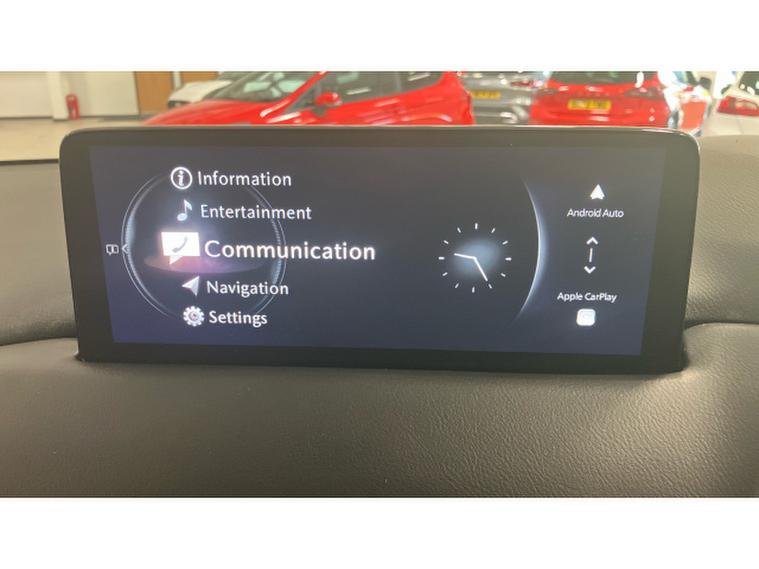 Information
Entertainment
Communication
Navigation
Settings
Android Auto
Apple CarPlay